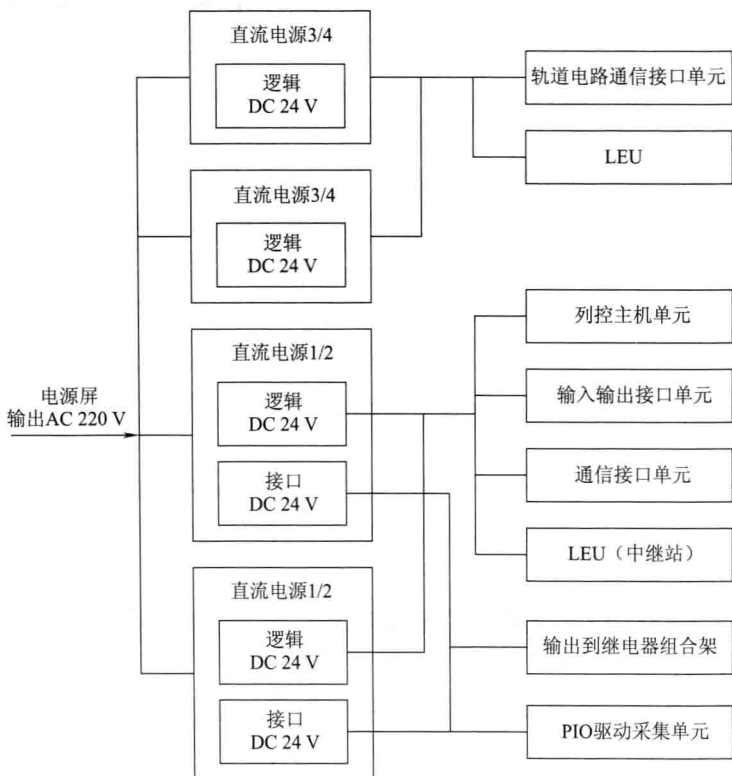 直流电源3/4
逻辑
DC 24 V
直流电源3/4
逻辑
DC 24 V
直流电源1/2
逻辑
DC 24 V
接口
DC 24 V
直流电源1/2
逻辑
DC 24 V
接口
DC 24 V
电源屏
输出AC 220 V
轨道电路通信接口单元
LEU
列控主机单元
输入输出接口单元
通信接口单元
LEU（中继站）
输出到继电器组合架
PIO驱动采集单元